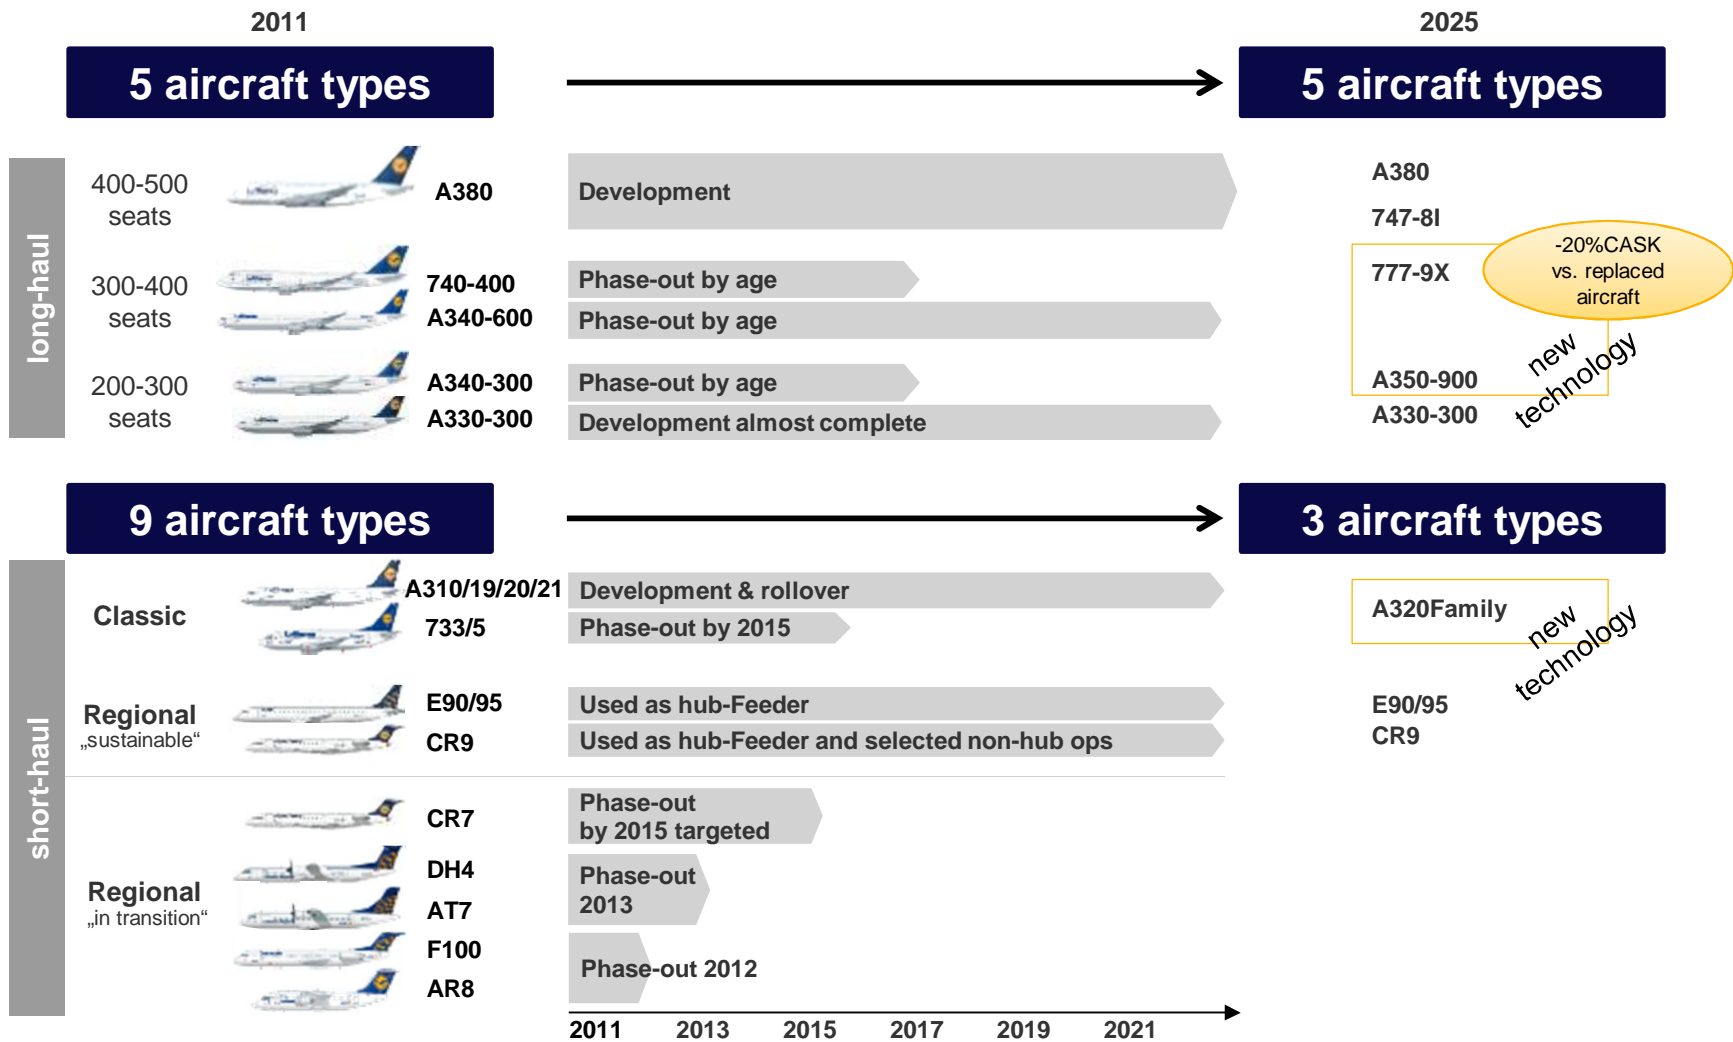 2011
2025
5 aircraft types
5 aircraft types
long-haul
400-500
seats
A380
Development
A380
747-8I
300-400
seats
740-400
Phase-out by age
A340-600
Phase-out by age
777-9X
-20%CASK
vs. replaced
aircraft
new
technology
200-300
seats
A340-300
Phase-out by age
A350-900
A330-300
Development almost complete
A330-300
9 aircraft types
3 aircraft types
short-haul
Classic
A310/19/20/21
Development & rollover
733/5
Phase-out by 2015
A320Family
new
technology
Regional
„sustainable“
E90/95
Used as hub-Feeder
E90/95
CR9
Used as hub-Feeder and selected non-hub ops
CR9
Regional
„in transition“
CR7
Phase-out
by 2015 targeted
DH4
AT7
Phase-out
2013
F100
AR8
Phase-out 2012
2011 2013 2015 2017 2019 2021